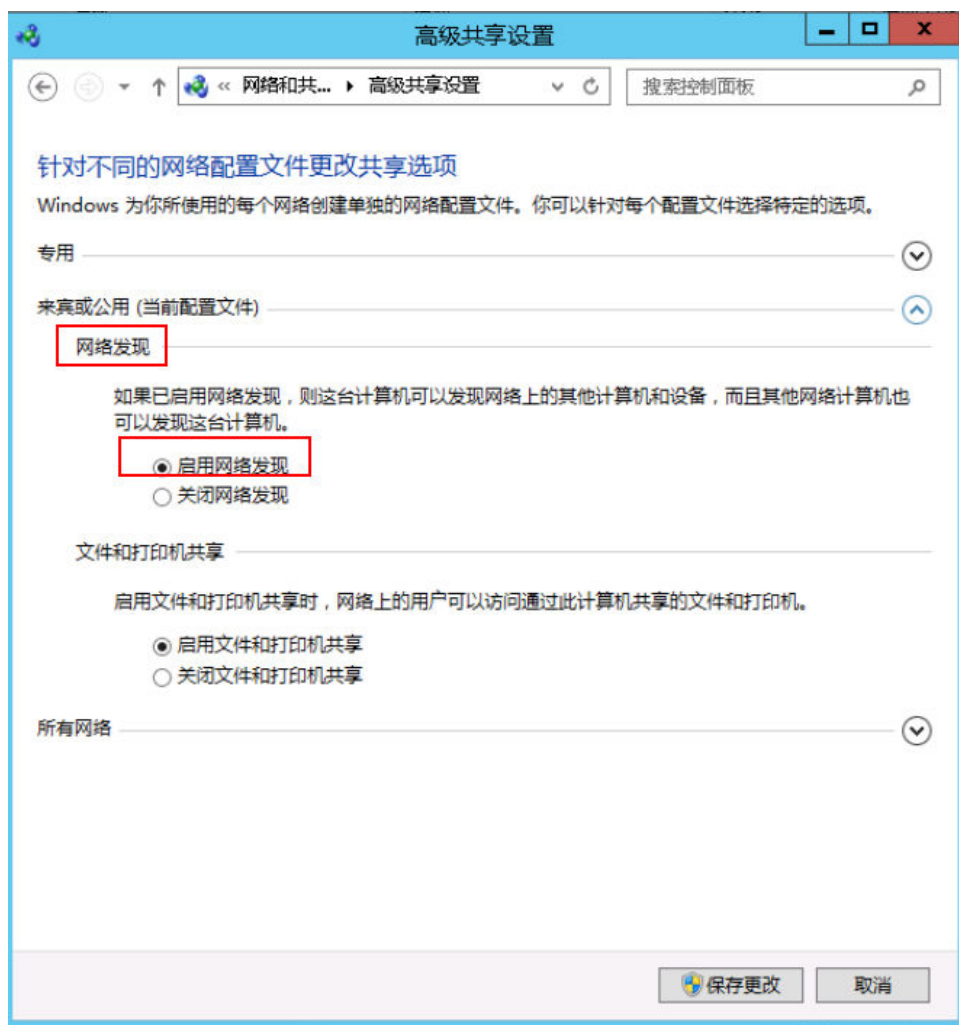 高级共享设置
« 网络和共... 高级共享设置
搜索控制面板
针对不同的网络配置文件更改共享选项
Windows 为你所使用的每个网络创建单独的网络配置文件。你可以针对每个配置文件选择特定的选项。
专用
来宾或公用 (当前配置文件)
网络发现
如果已启用网络发现，则这台计算机可以发现网络上的其他计算机和设备，而且其他网络计算机也
可以发现这台计算机。
启用网络发现
关闭网络发现
文件和打印机共享
启用文件和打印机共享时，网络上的用户可以访问通过此计算机共享的文件和打印机。
启用文件和打印机共享
关闭文件和打印机共享
所有网络
保存更改
取消